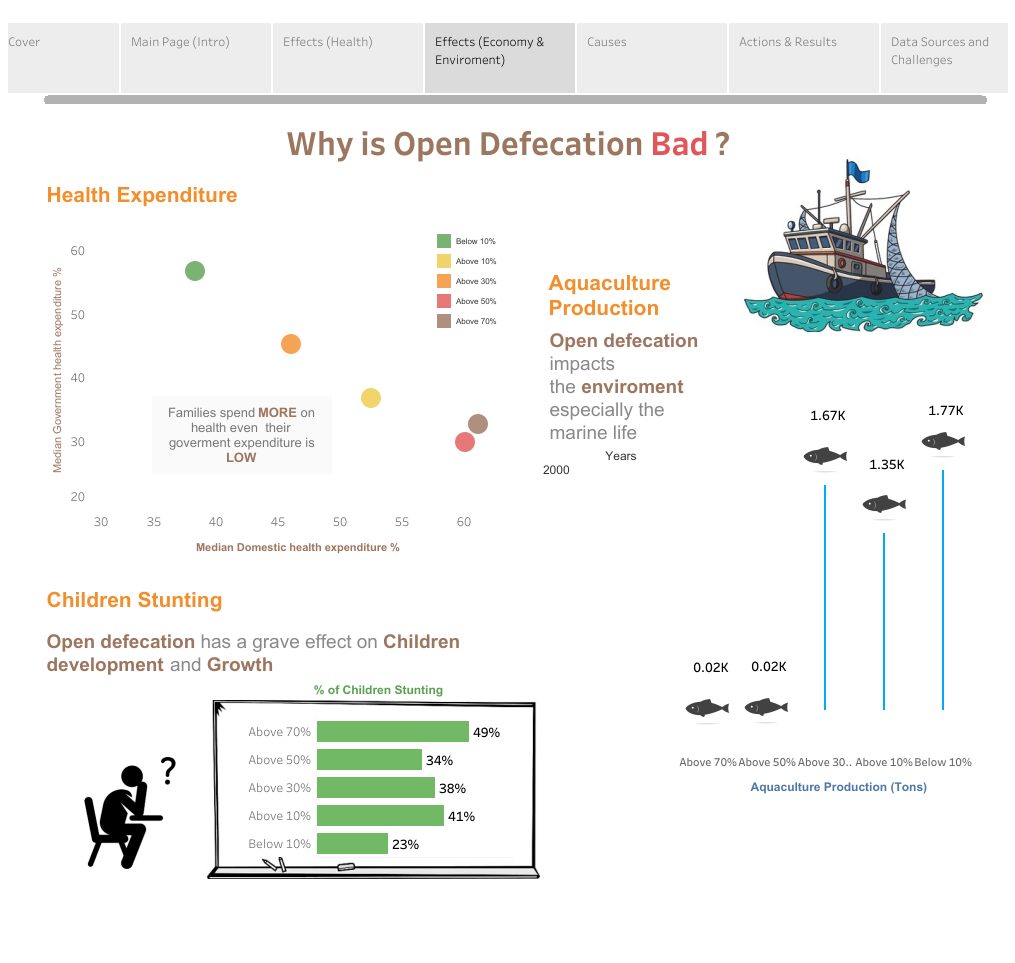 Cover
Main Page (Intro)
Effects (Health)
Effects (Economy &
Enviroment)
Causes
Actions & Results
Data Sources and
Challenges
Why is Open Defecation Bad ?
Health Expenditure
Median Government health expenditure %
60
50
40
30
20
30
35
40
45
50
55
60
Median Domestic health expenditure %
Below 10%
Above 10%
Above 30%
Above 50%
Above 70%
Families spend MORE on
health even their
goverment expenditure is
LOW
Aquaculture
Production
Open defecation
impacts
the enviroment
especially the
marine life
Years
2000
0.02K
0.02K
1.67K
1.35K
1.77K
Above 70%
Above 50%
Above 30..
Above 10%
Below 10%
Aquaculture Production (Tons)
Children Stunting
Open defecation has a grave effect on Children
development and Growth
% of Children Stunting
Above 70% 49%
Above 50% 34%
Above 30% 38%
Above 10% 41%
Below 10% 23%
?